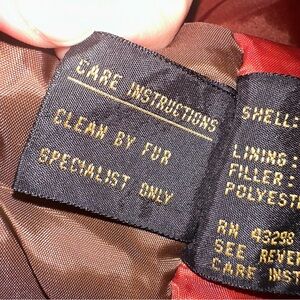 CARE INSTRUCTIONS
CLEAN BY FUR
SPECIALIST ONLY
SHELL:
LINING:
FILLER:
POLYEST
RN 43298
SEE REVER
CARE INST